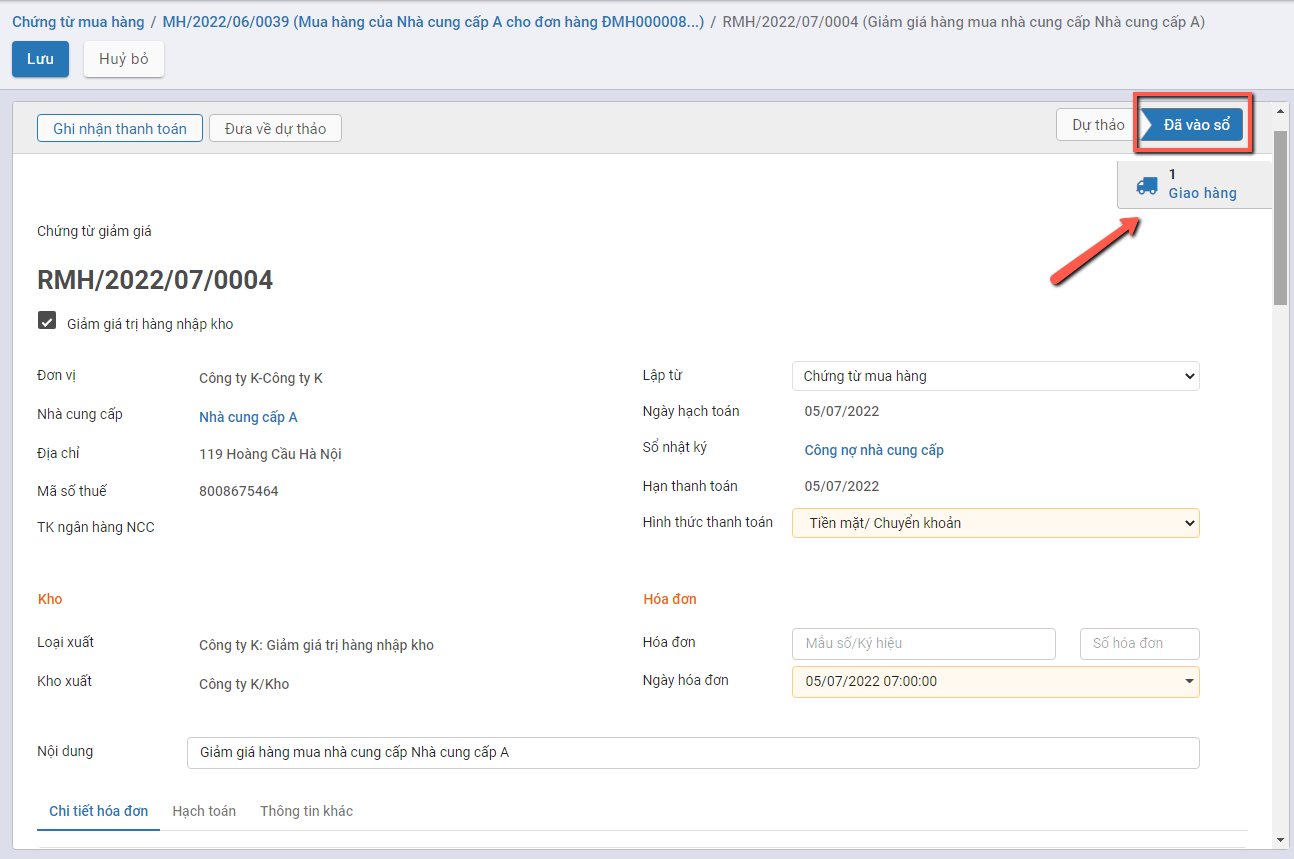 Chứng từ mua hàng / MH/2022/06/0039 (Mua hàng của Nhà cung cấp A cho đơn hàng ĐMH000008...) / RMH/2022/07/0004 (Giảm giá hàng mua nhà cung cấp Nhà cung cấp A)
Lưu Huỷ bỏ
Ghi nhận thanh toán Đưa về dự thảo Dự thảo Đã vào sổ
1
Giao hàng
Chứng từ giảm giá
RMH/2022/07/0004
Giảm giá trị hàng nhập kho
Đơn vị Công ty K-Công ty K Lập từ Chứng từ mua hàng
Nhà cung cấp Nhà cung cấp A Ngày hạch toán 05/07/2022
Địa chỉ 119 Hoàng Cầu Hà Nội Sổ nhật ký Công nợ nhà cung cấp
Mã số thuế 8008675464 Hạn thanh toán 05/07/2022
TK ngân hàng NCC Hình thức thanh toán Tiền mặt/ Chuyển khoản
Kho Hóa đơn
Loại xuất Công ty K: Giảm giá trị hàng nhập kho Hóa đơn Mẫu số/Ký hiệu Số hóa đơn
Kho xuất Công ty K/Kho Ngày hóa đơn 05/07/2022 07:00:00
Nội dung Giảm giá hàng mua nhà cung cấp Nhà cung cấp A
Chi tiết hóa đơn Hạch toán Thông tin khác